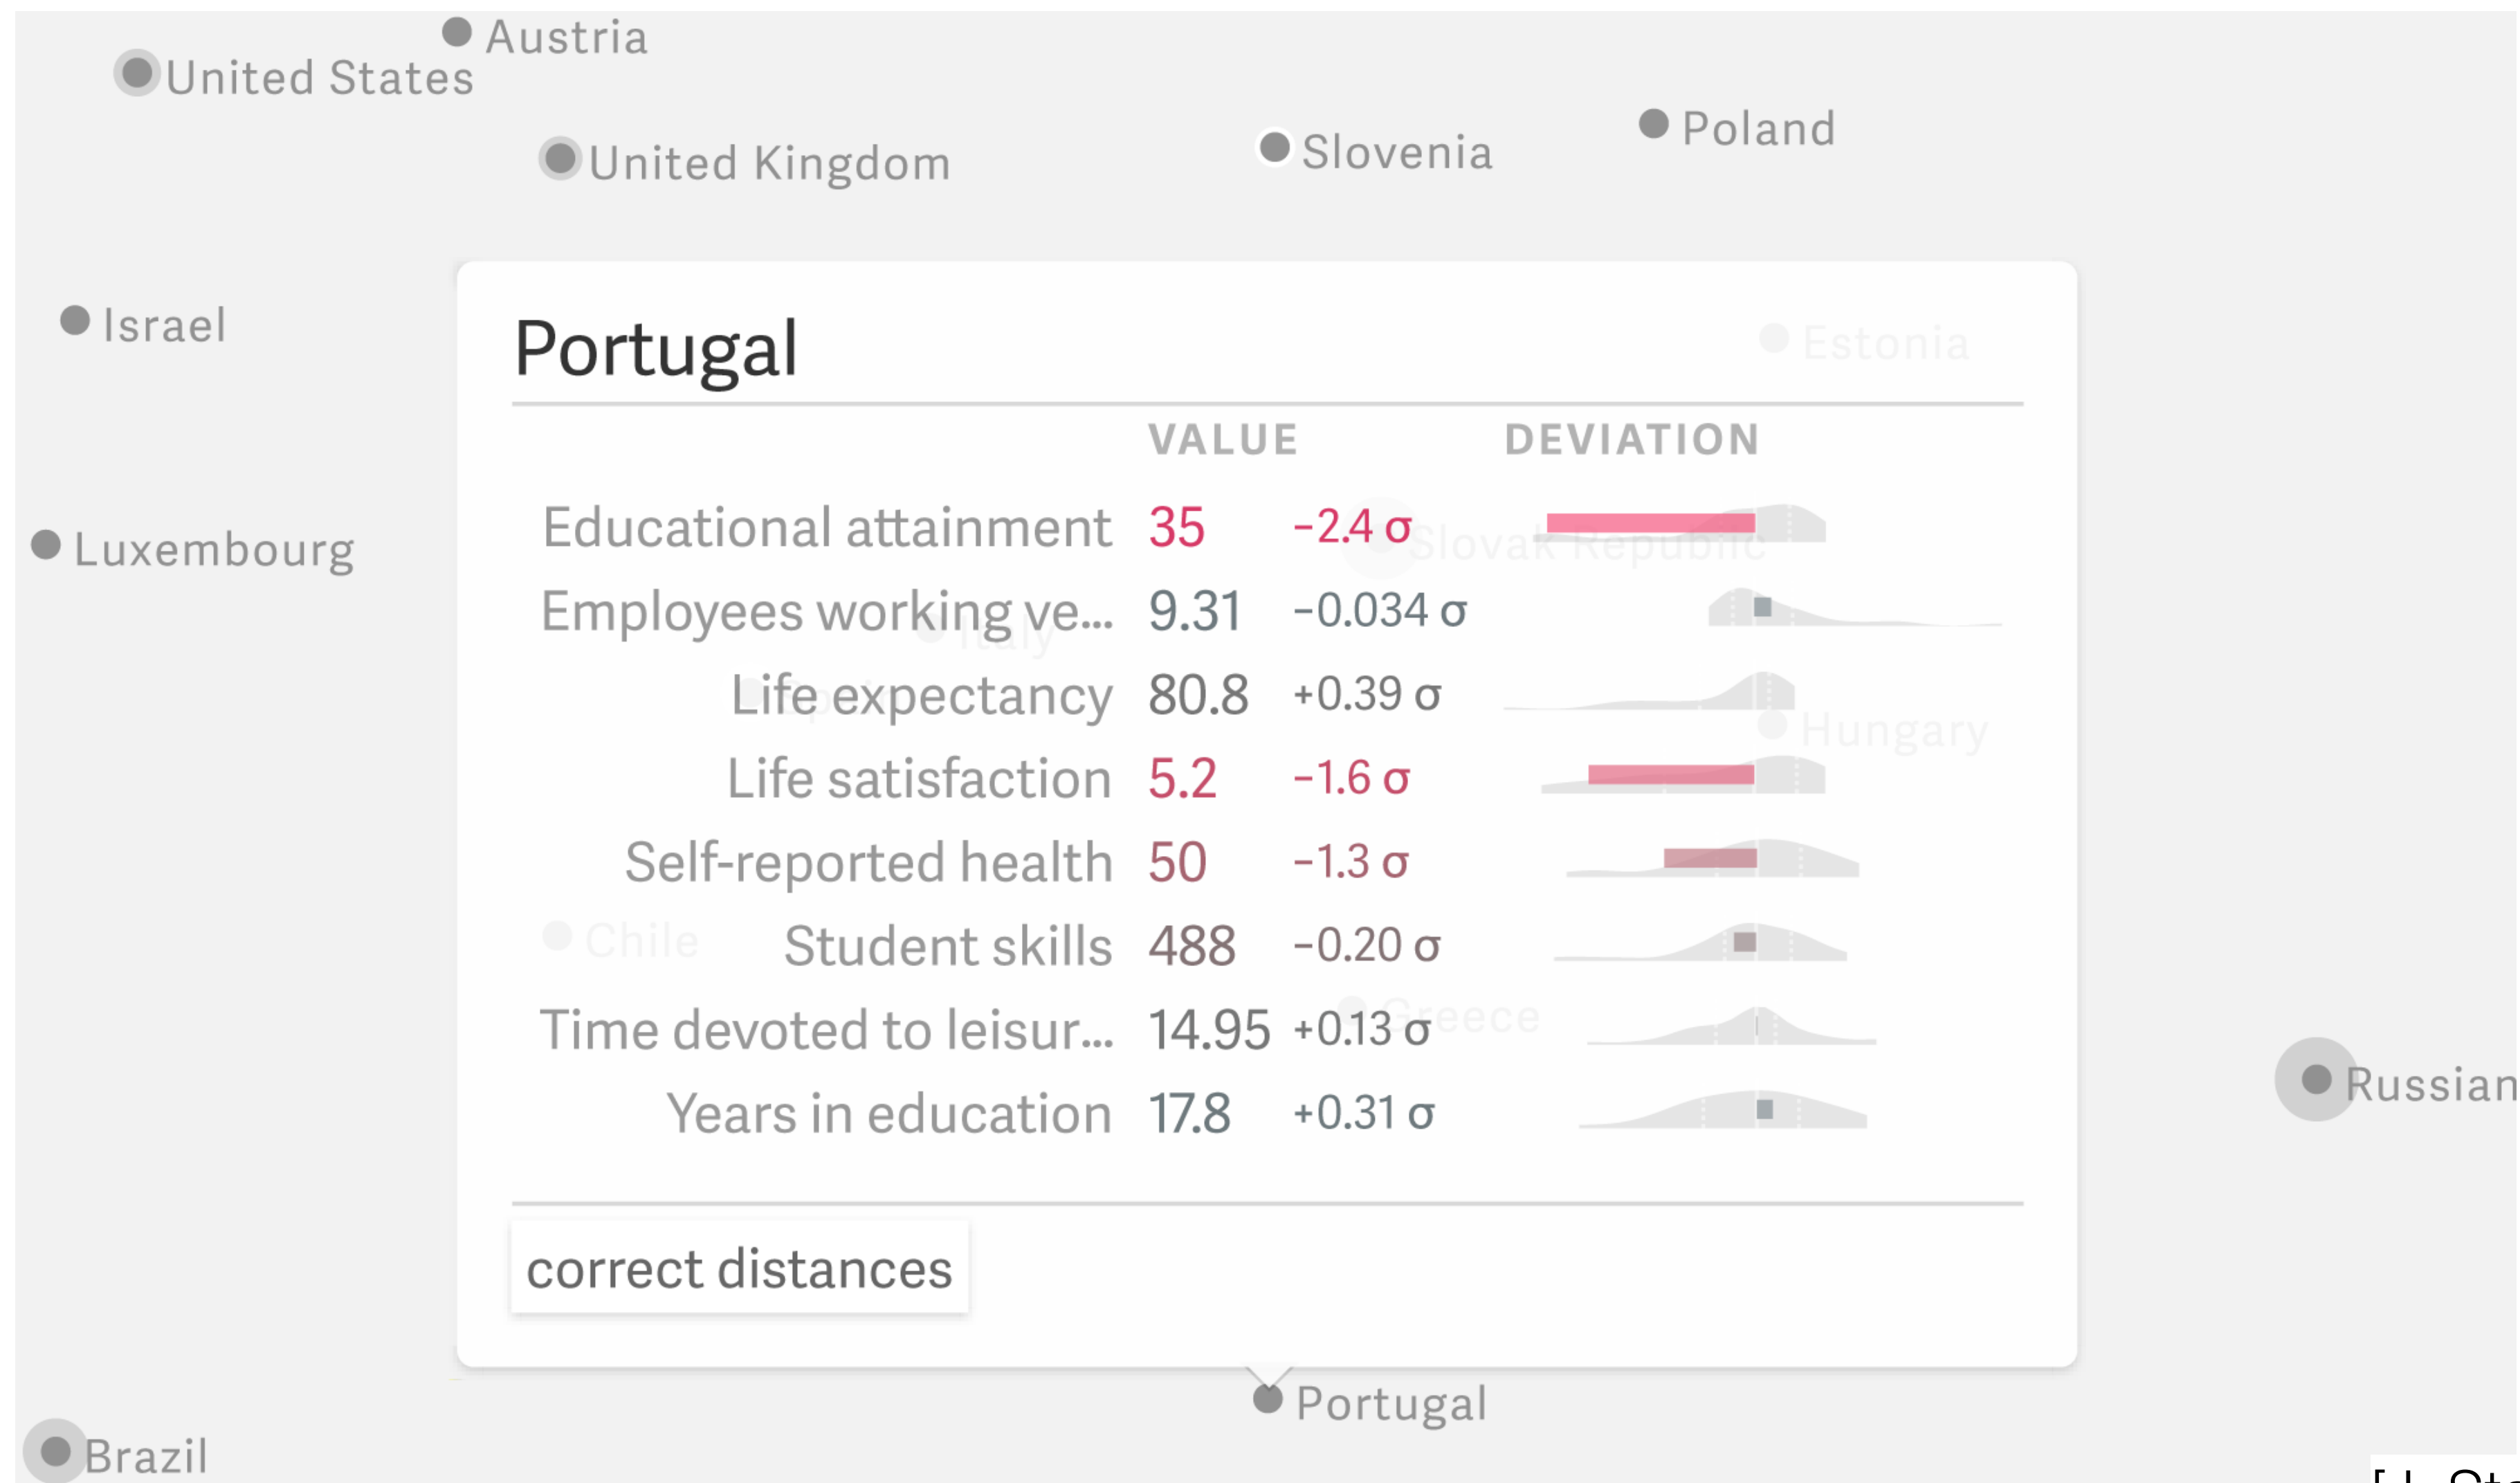 Austria
United States
Poland
United Kingdom
Slovenia
Israel
Portugal
Estonia
VALUE DEVIATION
Educational attainment 35 −2.4 σ
Slovak Republic
Luxembourg
Employees working ve... 9.31 −0.034 σ
Italy
Life expectancy 80.8 +0.39 σ
Spain
Hungary
Life satisfaction 5.2 −1.6 σ
Self-reported health 50 −1.3 σ
Chile
Student skills 488 −0.20 σ
Greece
Time devoted to leisur... 14.95 +0.13 σ
Russian
Years in education 17.8 +0.31 σ
correct distances
Portugal
Brazil